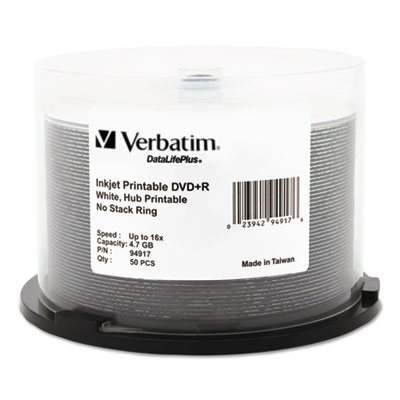 Verbatim.
DataLifePlus®
Inkjet Printable DVD+R
White, Hub Printable
No Stack Ring
Speed : Up to 16x
Capacity: 4.7 GB
P/N : 94917
Qty : 50 PCS
0 23942 94917 0
Made in Taiwan